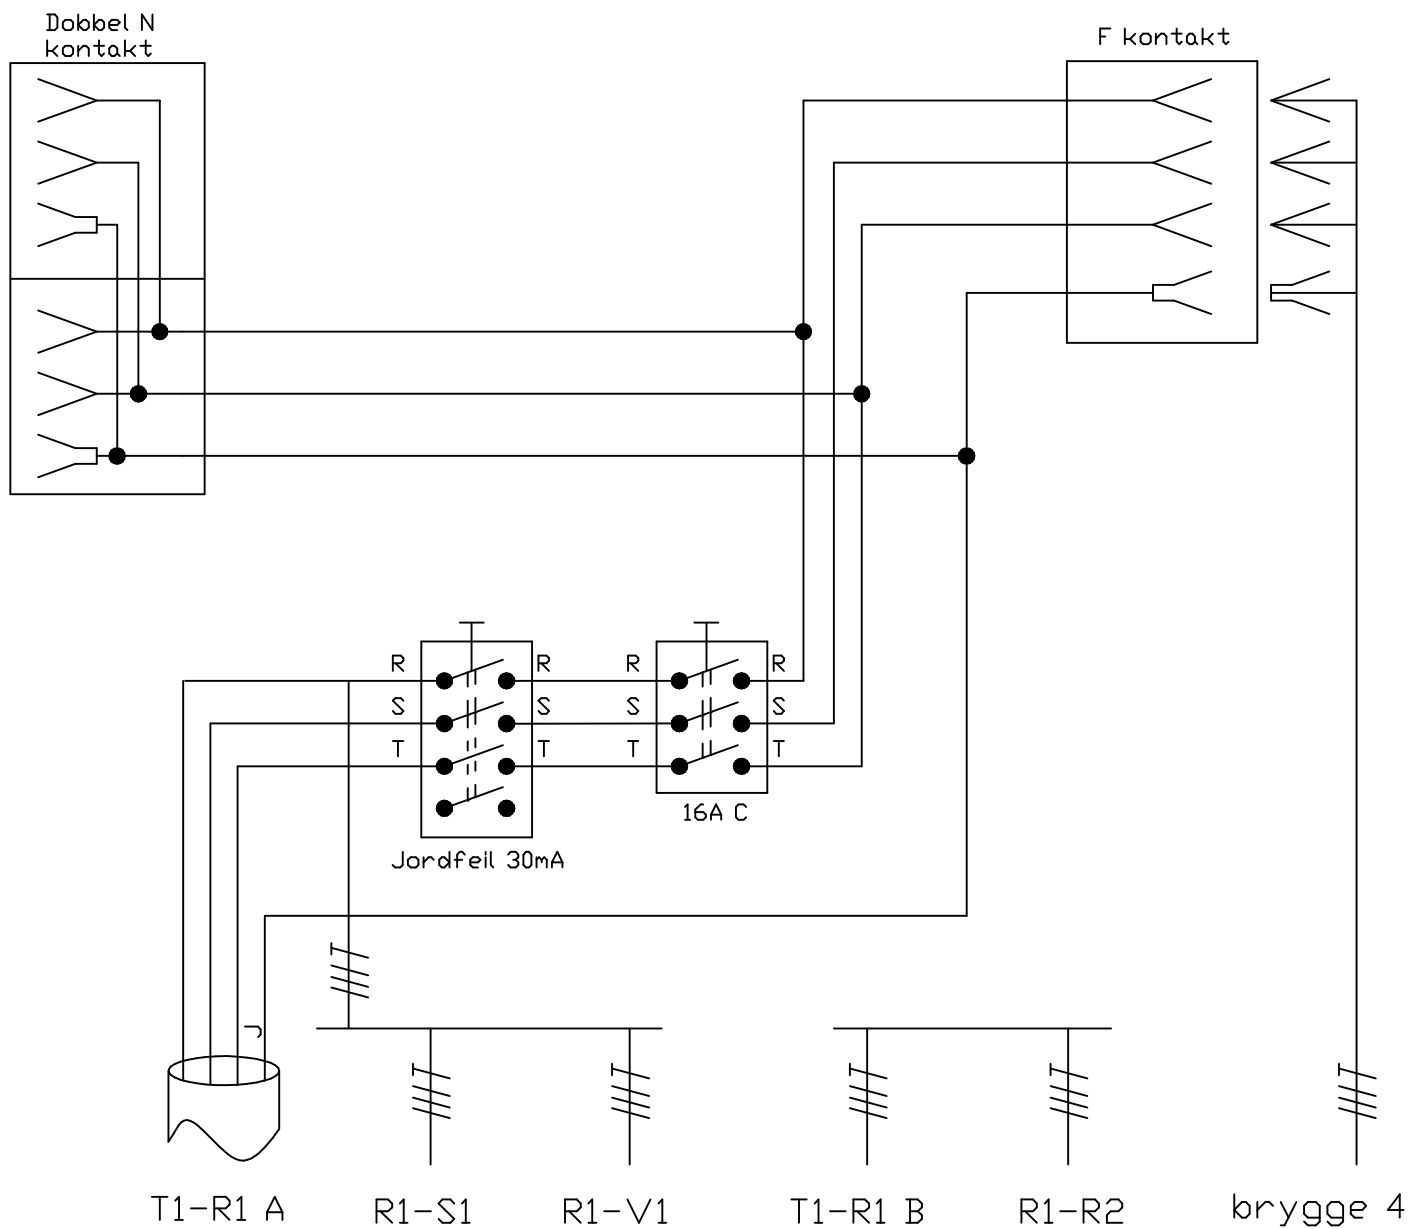 Dobbel N
kontakt
F kontakt
R R R R
S S S S
T T T T
16A C
Jordfeil 30mA
J
T1-R1 A
R1-S1
R1-V1
T1-R1 B
R1-R2
brygge 4